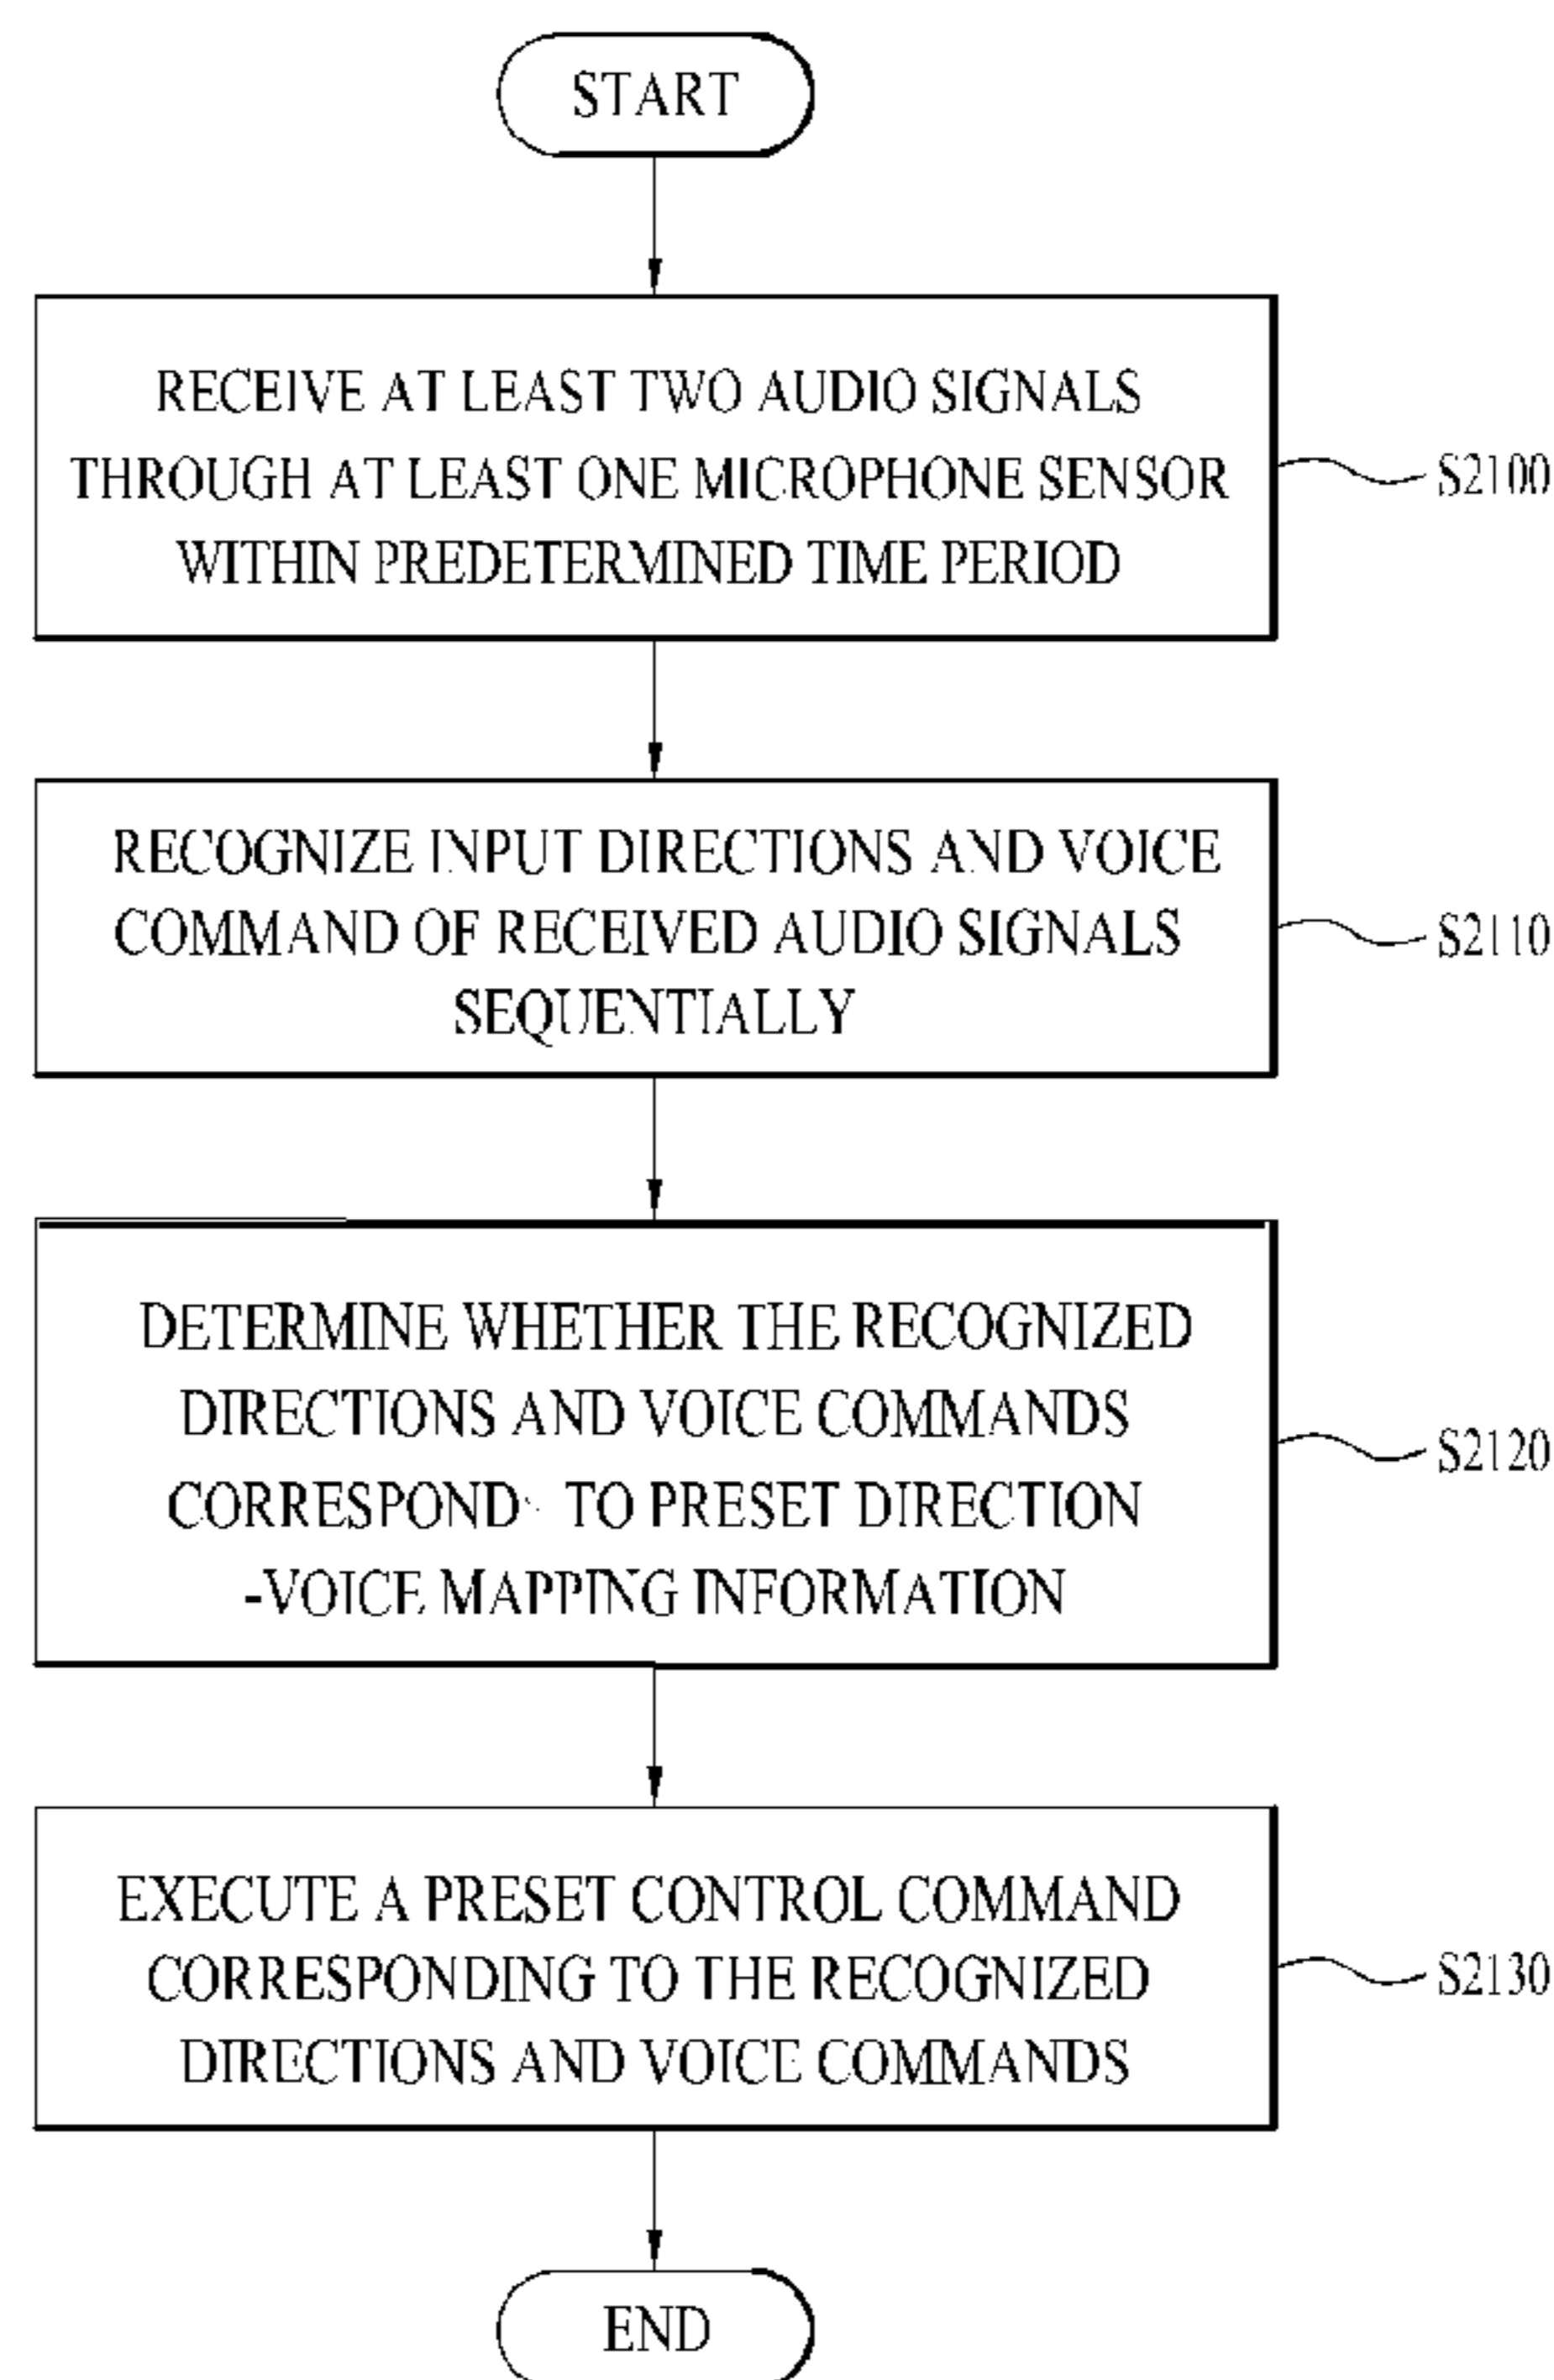 START
RECEIVE AT LEAST TWO AUDIO SIGNALS
THROUGH AT LEAST ONE MICROPHONE SENSOR
WITHIN PREDETERMINED TIME PERIOD
S2100
RECOGNIZE INPUT DIRECTIONS AND VOICE
COMMAND OF RECEIVED AUDIO SIGNALS
SEQUENTIALLY
S2110
DETERMINE WHETHER THE RECOGNIZED
DIRECTIONS AND VOICE COMMANDS
CORRESPOND TO PRESET DIRECTION
-VOICE MAPPING INFORMATION
S2120
EXECUTE A PRESET CONTROL COMMAND
CORRESPONDING TO THE RECOGNIZED
DIRECTIONS AND VOICE COMMANDS
S2130
END